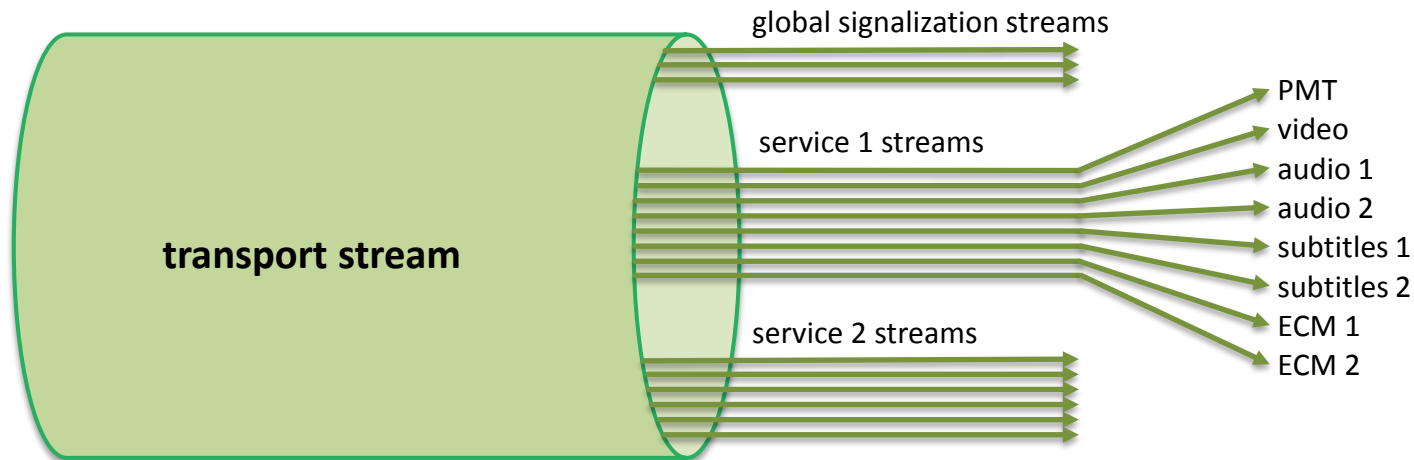 global signalization streams
PMT
video
service 1 streams
audio 1
audio 2
transport stream
subtitles 1
subtitles 2
ECM 1
service 2 streams
ECM 2